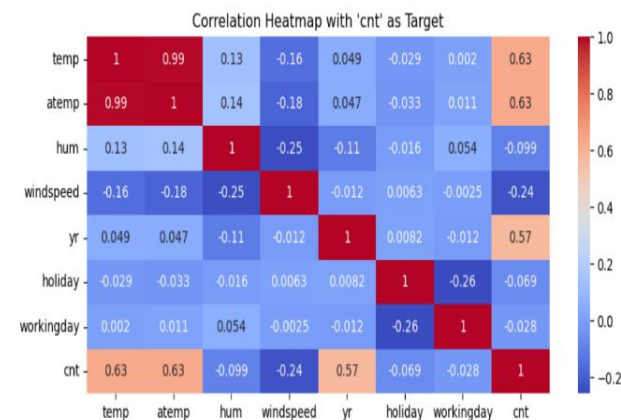 Correlation Heatmap with 'cnt' as Target
temp 1 0.99 0.13 -0.16 0.049 -0.029 0.002 0.63
atemp 0.99 1 0.14 -0.18 0.047 -0.033 0.011 0.63
hum 0.13 0.14 1 -0.25 -0.11 -0.016 0.054 -0.099
windspeed -0.16 -0.18 -0.25 1 -0.012 0.0063 -0.0025 -0.24
yr 0.049 0.047 -0.11 -0.012 1 0.0082 -0.012 0.57
holiday -0.029 -0.033 -0.016 0.0063 0.0082 1 -0.26 -0.069
workingday 0.002 0.011 0.054 -0.0025 -0.012 -0.26 1 -0.028
cnt 0.63 0.63 -0.099 -0.24 0.57 -0.069 -0.028 1
temp atemp hum windspeed yr holiday workingday cnt
1.0
0.8
0.6
0.4
0.2
0.0
-0.2